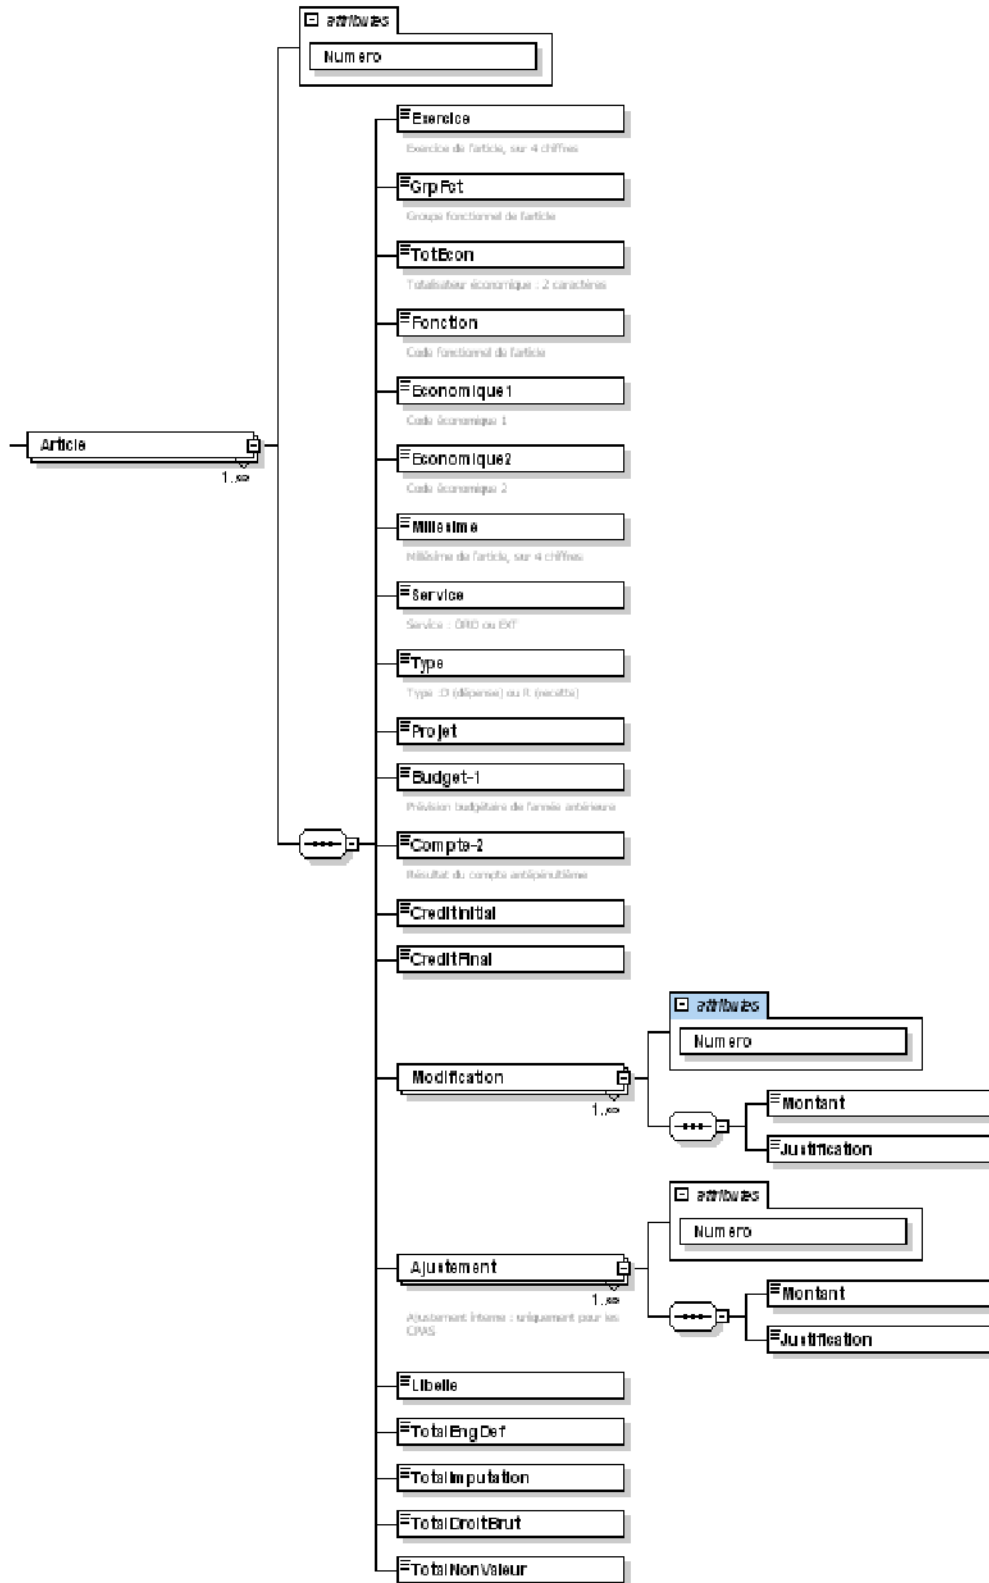 attributes
Numero
Exercice
Exercice de l'article, sur 4 chiffres
GrpFct
Groupe fonctionnel de l'article
TotEcon
Totalisateur économique : 2 caractères
Fonction
Code fonctionnel de l'article
Economique1
Code économique 1
Article
1..∞
Economique2
Code économique 2
Millesime
Millésime de l'article, sur 4 chiffres
Service
Service : ORD ou EXT
Type
Type :D (dépense) ou R (recette)
Projet
Budget-1
Prévision budgétaire de l'année antérieure
Compte-2
Résultat du compte antépénultième
CreditInitial
CreditFinal
attributes
Numero
Modification
1..∞
Montant
Justification
attributes
Numero
Ajustement
1..∞
Ajustement interne : uniquement pour les
CPAS
Montant
Justification
Libelle
TotalEngDef
TotalImputation
TotalDroitBrut
TotalNonValeur